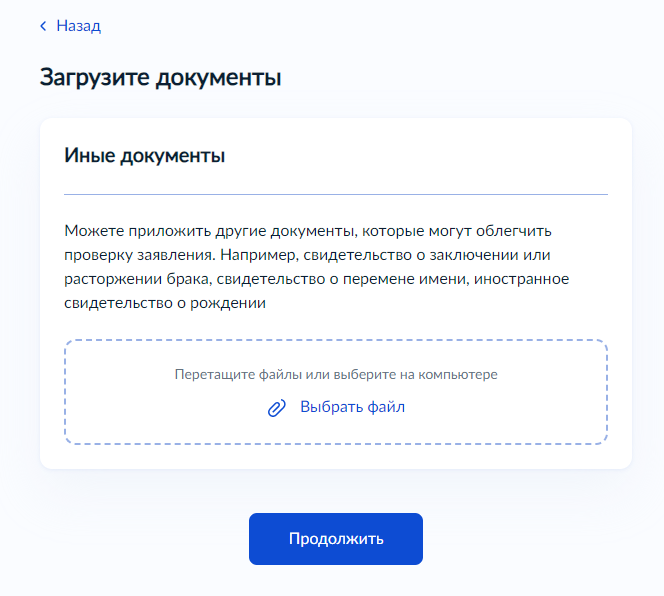 Назад
Загрузите документы
Иные документы
Можете приложить другие документы, которые могут облегчить
проверку заявления. Например, свидетельство о заключении или
расторжении брака, свидетельство о перемене имени, иностранное
свидетельство о рождении
Перетащите файлы или выберите на компьютере
Выбрать файл
Продолжить